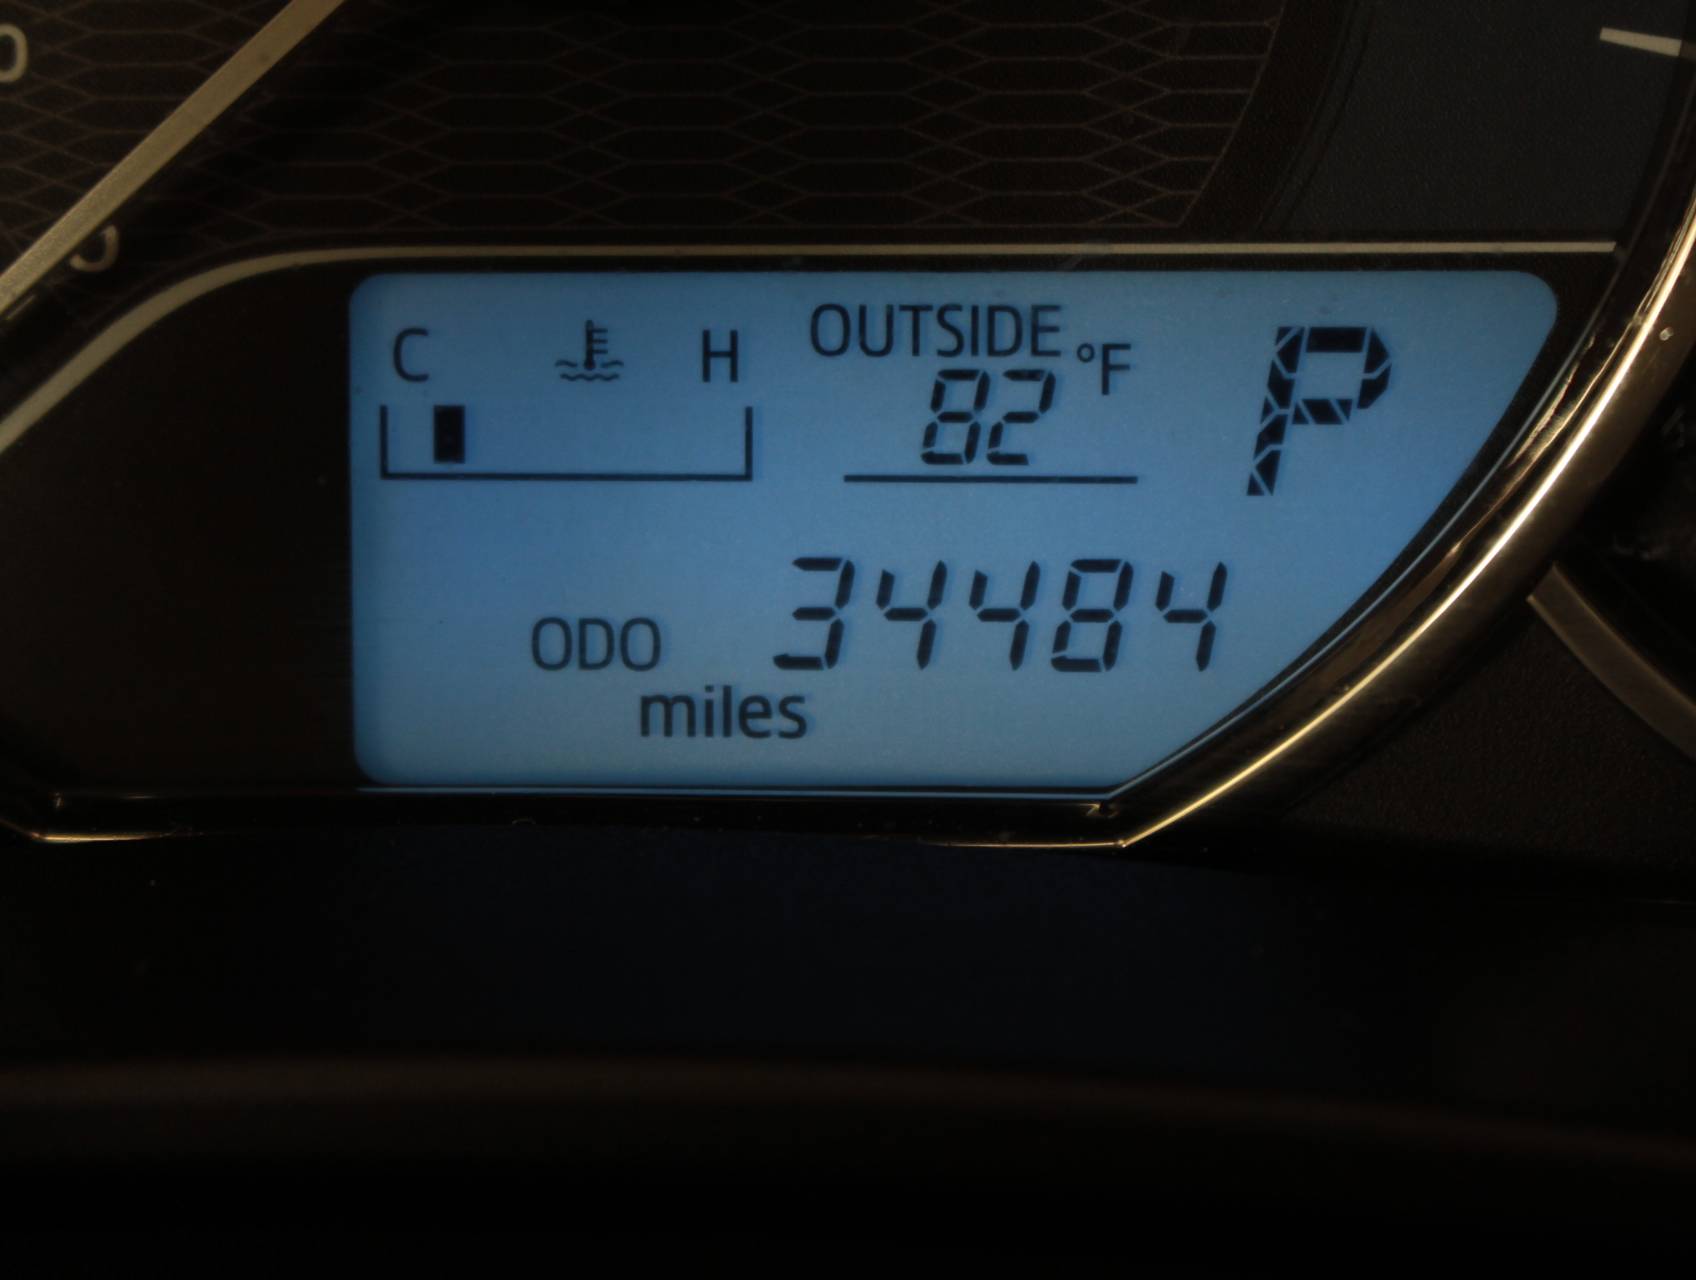 C H
OUTSIDE
82 °F
P
ODO 34484
miles